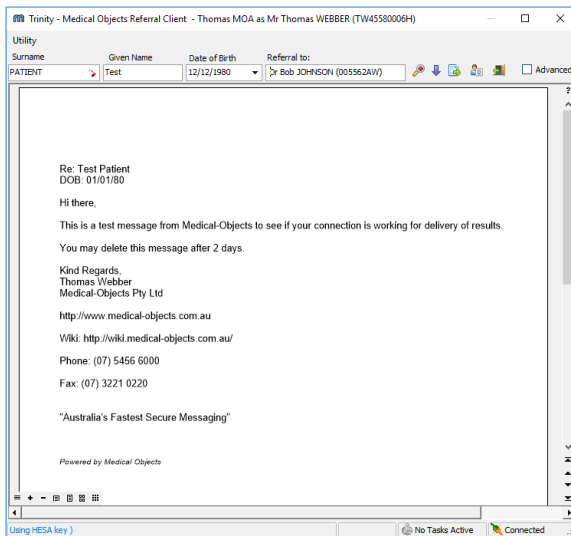 Trinity - Medical Objects Referral Client - Thomas MOA as Mr Thomas WEBBER (TW45580006H)
Utility
Surname Given Name Date of Birth Referral to:
PATIENT Test 12/12/1980 Dr Bob JOHNSON (005562AW) Advanced
?
Re: Test Patient
DOB: 01/01/80
Hi there,
This is a test message from Medical-Objects to see if your connection is working for delivery of results.
You may delete this message after 2 days.
Kind Regards,
Thomas Webber
Medical-Objects Pty Ltd
http://www.medical-objects.com.au
Wiki: http://wiki.medical-objects.com.au/
Phone: (07) 5456 6000
Fax: (07) 3221 0220
"Australia's Fastest Secure Messaging"
Powered by Medical Objects
Using HESA key ) No Tasks Active Connected